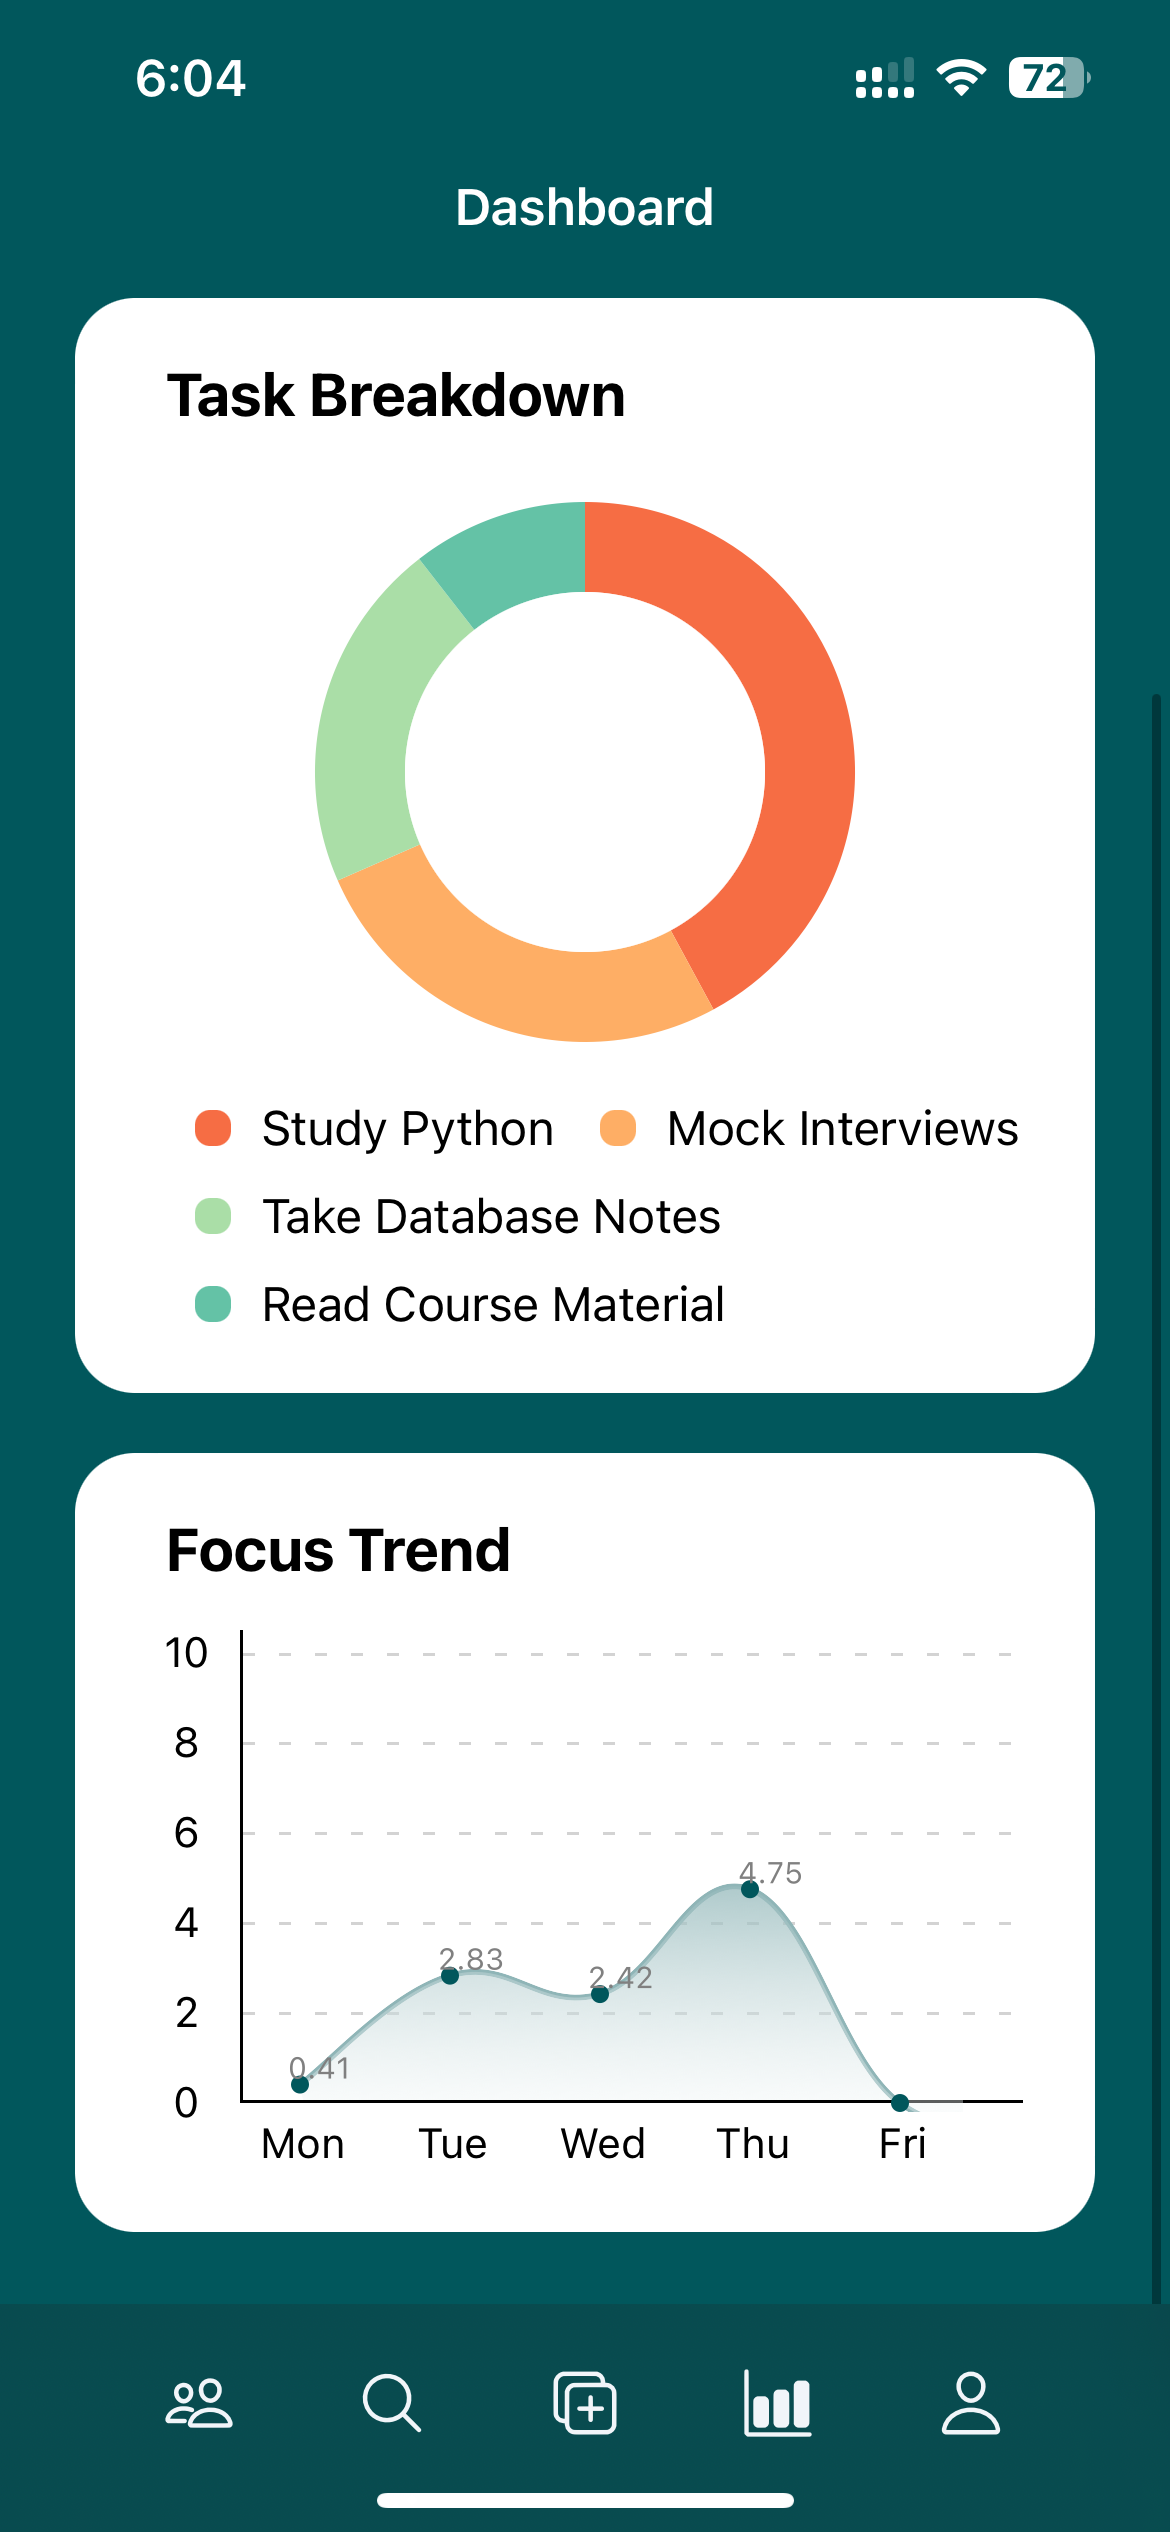 6:04
72
Dashboard
Task Breakdown
Study Python Mock Interviews
Take Database Notes
Read Course Material
Focus Trend
10
8
6
4.75
4
2.83
2.42
2
0.41
0
Mon Tue Wed Thu Fri